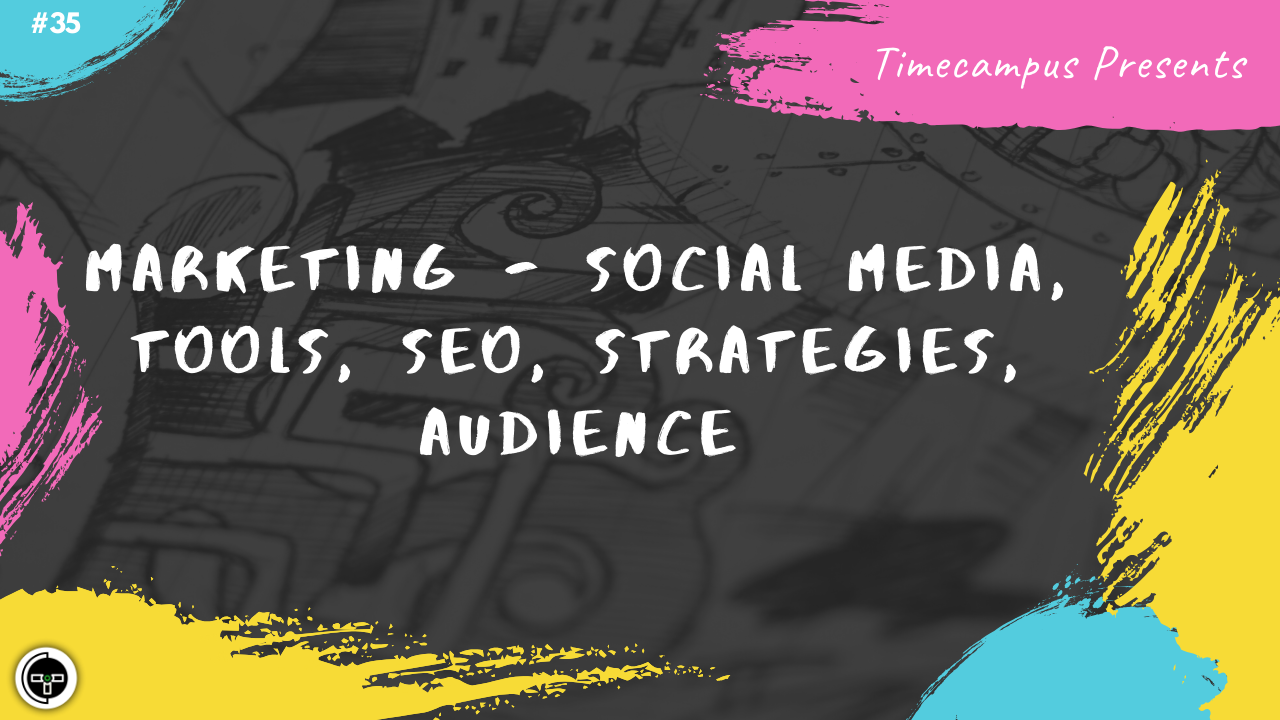 #35
Timecampus Presents
MARKETING - SOCIAL MEDIA,
TOOLS, SEO, STRATEGIES,
AUDIENCE